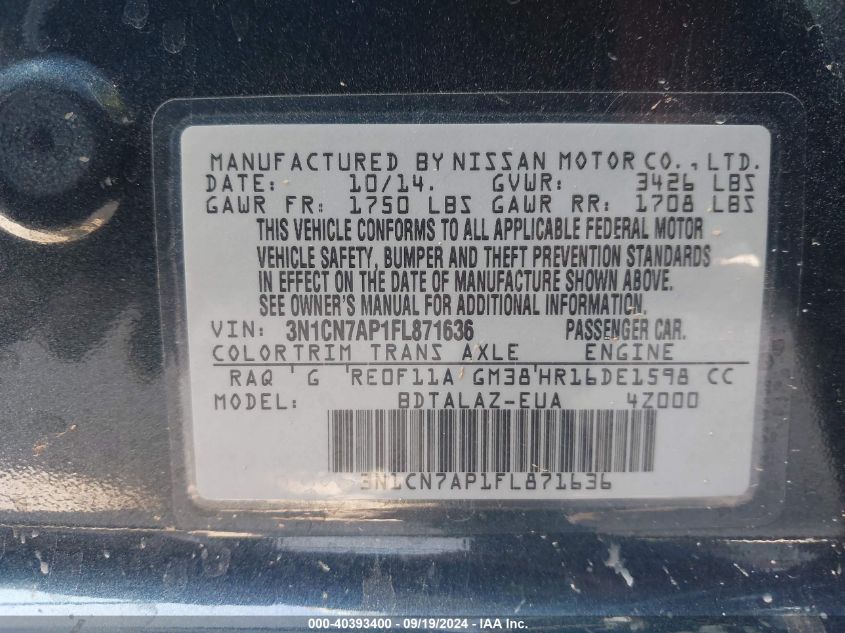 MANUFACTURED BY NISSAN MOTOR CO., LTD.
DATE: 10/14. GVWR: 3426 LBS
GAWR FR: 1750 LBS GAWR RR: 1708 LBS
THIS VEHICLE CONFORMS TO ALL APPLICABLE FEDERAL MOTOR
VEHICLE SAFETY, BUMPER AND THEFT PREVENTION STANDARDS
IN EFFECT ON THE DATE OF MANUFACTURE SHOWN ABOVE.
SEE OWNER'S MANUAL FOR ADDITIONAL INFORMATION.
VIN: 3N1CN7AP1FL871636 PASSENGER CAR.
COLOR TRIM TRANS AXLE ENGINE
RAQ ' G 'RE0F11A'GM38'HR16DE1598 CC
MODEL: BDTALAZ-EUA 4Z000
3N1CN7AP1FL871636
000-40393400 - 09/19/2024 - IAA Inc.